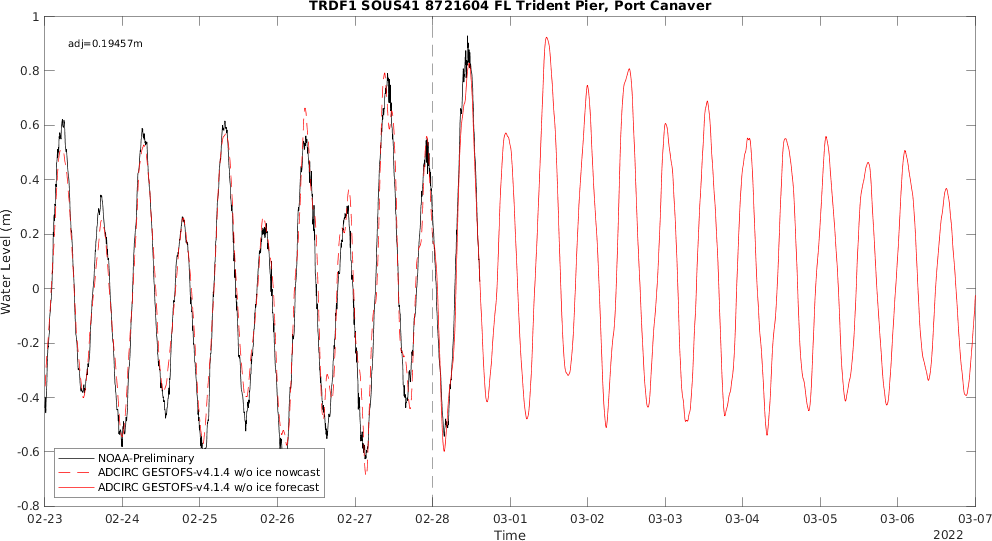 TRDF1 SOUS41 8721604 FL Trident Pier, Port Canaver
adj=0.19457m
1
0.8
0.6
0.4
0.2
0
-0.2
-0.4
-0.6
-0.8
Water Level (m)
NOAA-Preliminary
ADCIRC GESTOFS-v4.1.4 w/o ice nowcast
ADCIRC GESTOFS-v4.1.4 w/o ice forecast
02-23 02-24 02-25 02-26 02-27 02-28 03-01 03-02 03-03 03-04 03-05 03-06 03-07
Time
2022